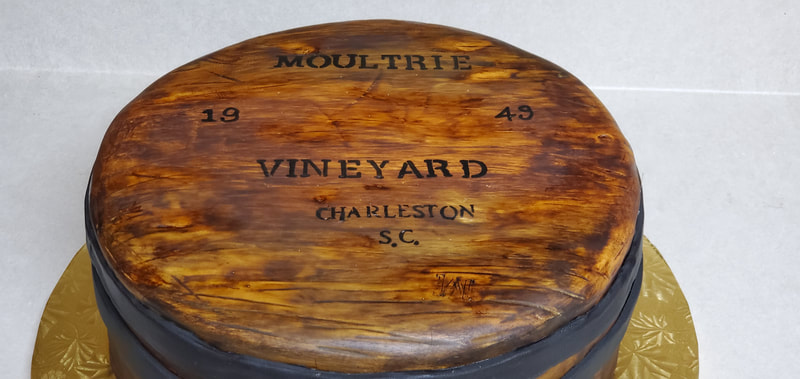 MOULTRIE
19 49
VINEYARD
CHARLESTON
S.C.